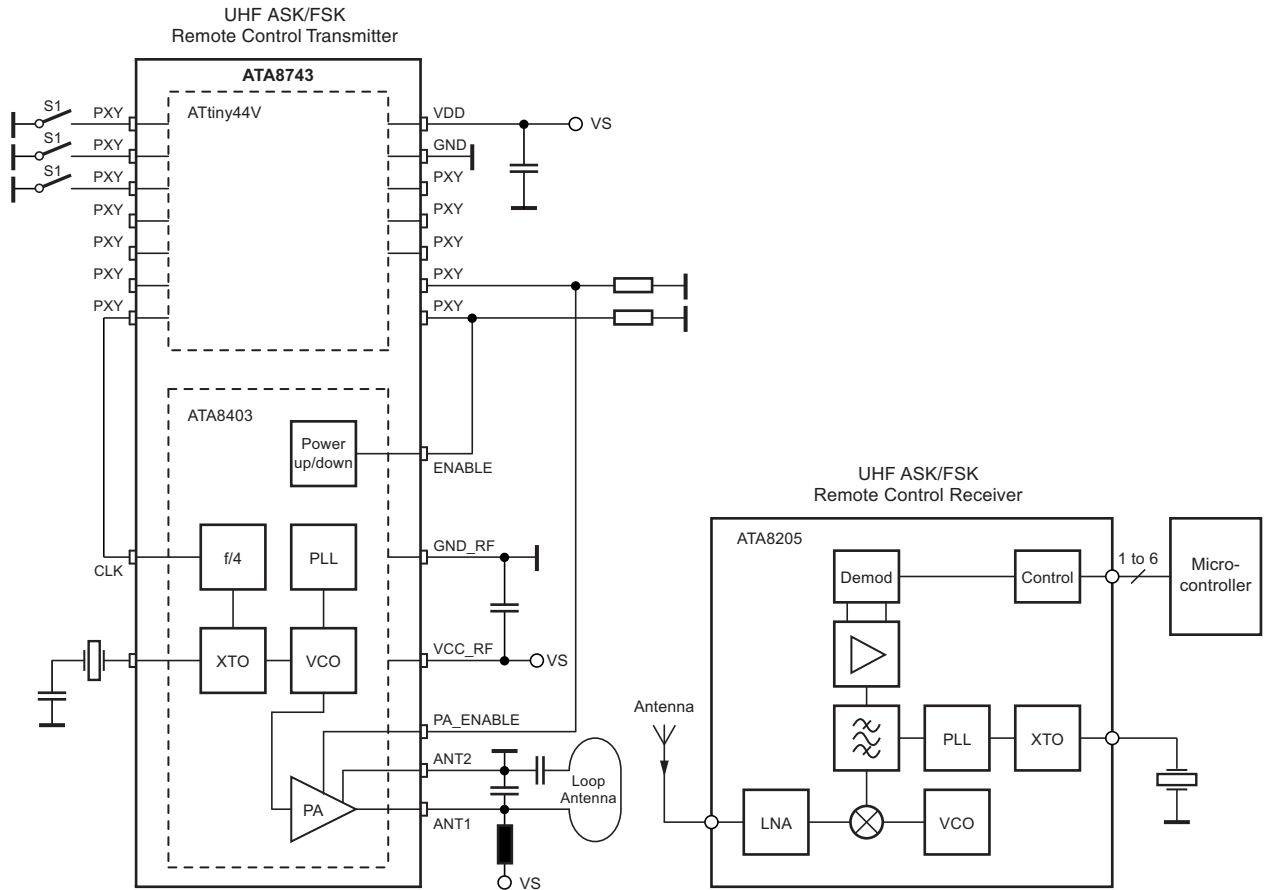 UHF ASK/FSK
Remote Control Transmitter
ATA8743
ATtiny44V
S1
PXY
VDD
VS
S1
PXY
GND
S1
PXY
PXY
PXY
PXY
PXY
PXY
PXY
PXY
PXY
PXY
ATA8403
Power
up/down
ENABLE
CLK
f/4
PLL
GND_RF
XTO
VCO
VCC_RF
VS
PA_ENABLE
ANT2
PA
ANT1
Loop
Antenna
VS
UHF ASK/FSK
Remote Control Receiver
ATA8205
Demod
Control
1 to 6
Micro-
controller
Antenna
PLL
XTO
LNA
VCO